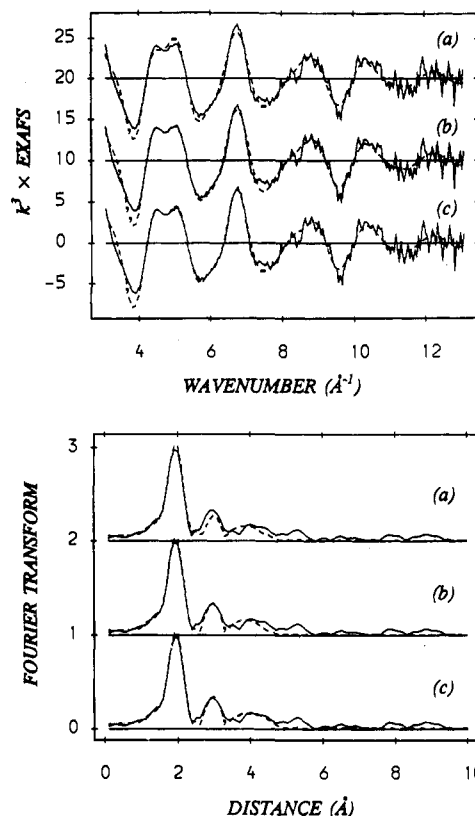 25
20
15
10
5
0
-5
(a)
(b)
(c)
k³ × EXAFS
4 6 8 10 12
WAVENUMBER (Å⁻¹)
3
2
1
0
(a)
(b)
(c)
FOURIER TRANSFORM
0 2 4 6 8 10
DISTANCE (Å)